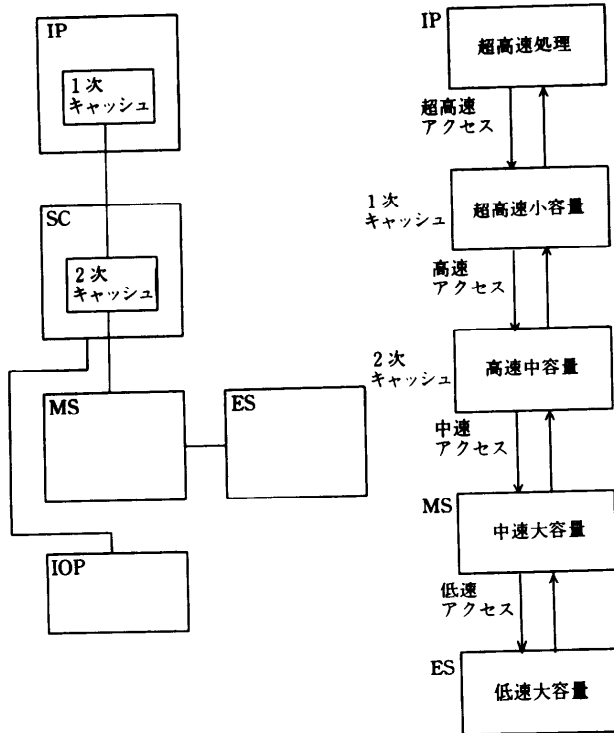 IP
1次
キャッシュ
SC
2次
キャッシュ
MS
ES
IOP
IP
超高速処理
超高速
アクセス
1次
キャッシュ
超高速小容量
高速
アクセス
2次
キャッシュ
高速中容量
中速
アクセス
MS
中速大容量
低速
アクセス
ES
低速大容量